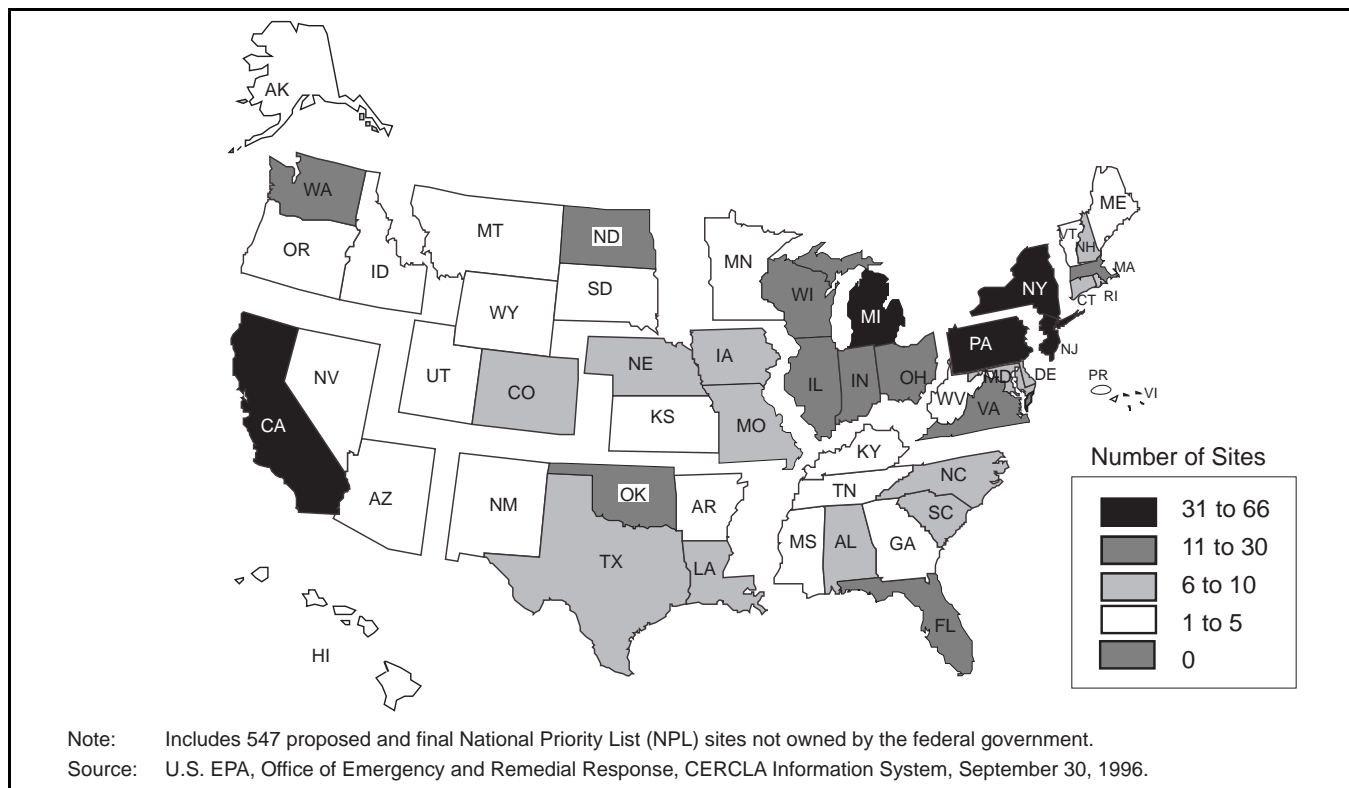 AK
WA
MT
ND
OR
ID
SD
WY
MN
WI
MI
NY
VT
NH
ME
MA
CT
RI
PA
NJ
NV
UT
CO
NE
IA
IL
IN
OH
MD
DE
WV
VA
PR
VI
CA
KS
MO
KY
AZ
NM
OK
AR
TN
NC
SC
TX
LA
MS
AL
GA
FL
HI
Number of Sites
31 to 66
11 to 30
6 to 10
1 to 5
0
Note: Includes 547 proposed and final National Priority List (NPL) sites not owned by the federal government.
Source: U.S. EPA, Office of Emergency and Remedial Response, CERCLA Information System, September 30, 1996.